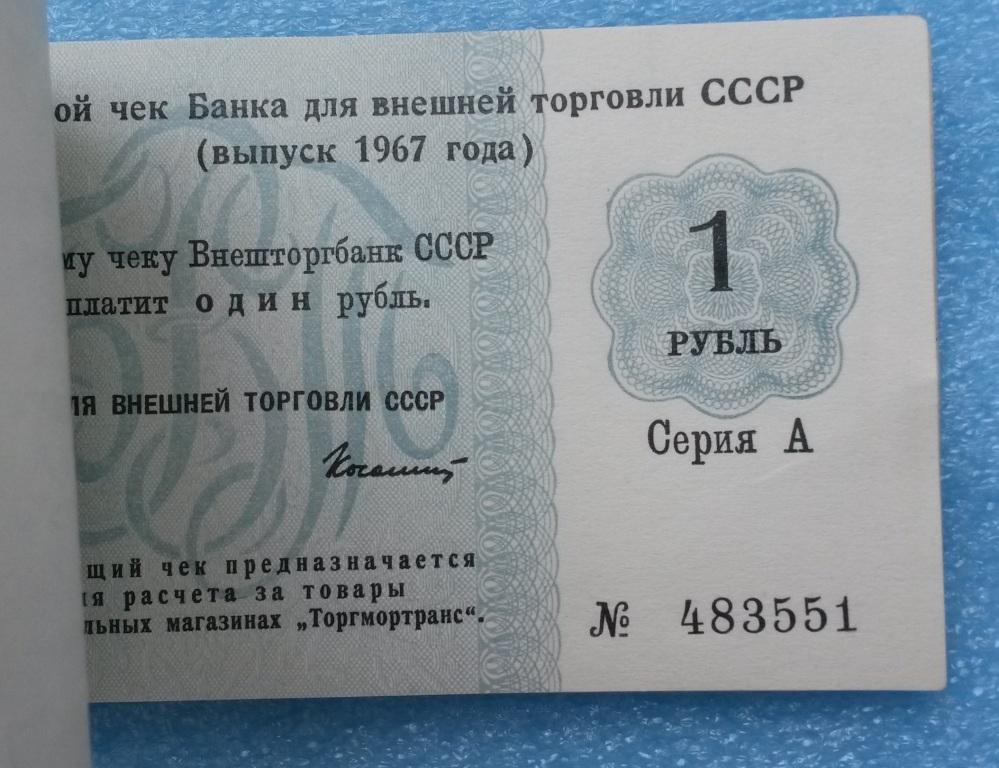 ой чек Банка для внешней торговли СССР
(выпуск 1967 года)
му чеку Внешторгбанк СССР
платит один рубль.
1
РУБЛЬ
ля ВНЕШНЕЙ ТОРГОВЛИ СССР
Серия А
щий чек предназначается
ля расчета за товары
льных магазинах „Торгмортранс“.
№ 483551